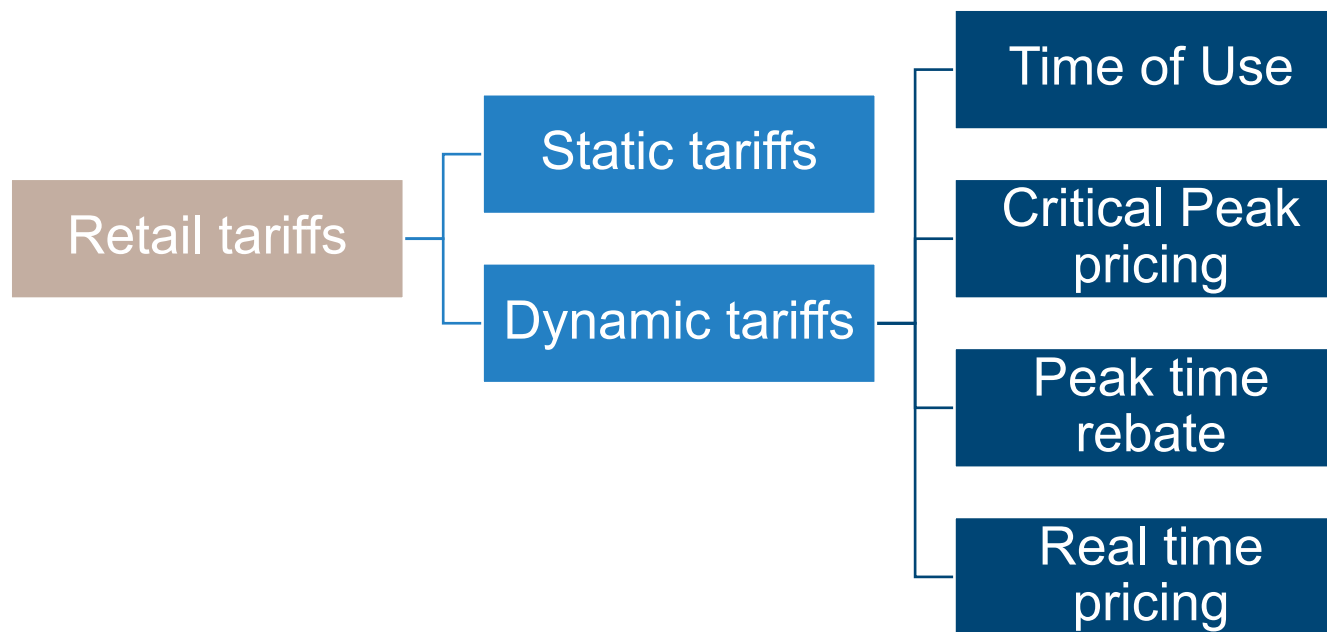 Retail tariffs
Static tariffs
Dynamic tariffs
Time of Use
Critical Peak
pricing
Peak time
rebate
Real time
pricing